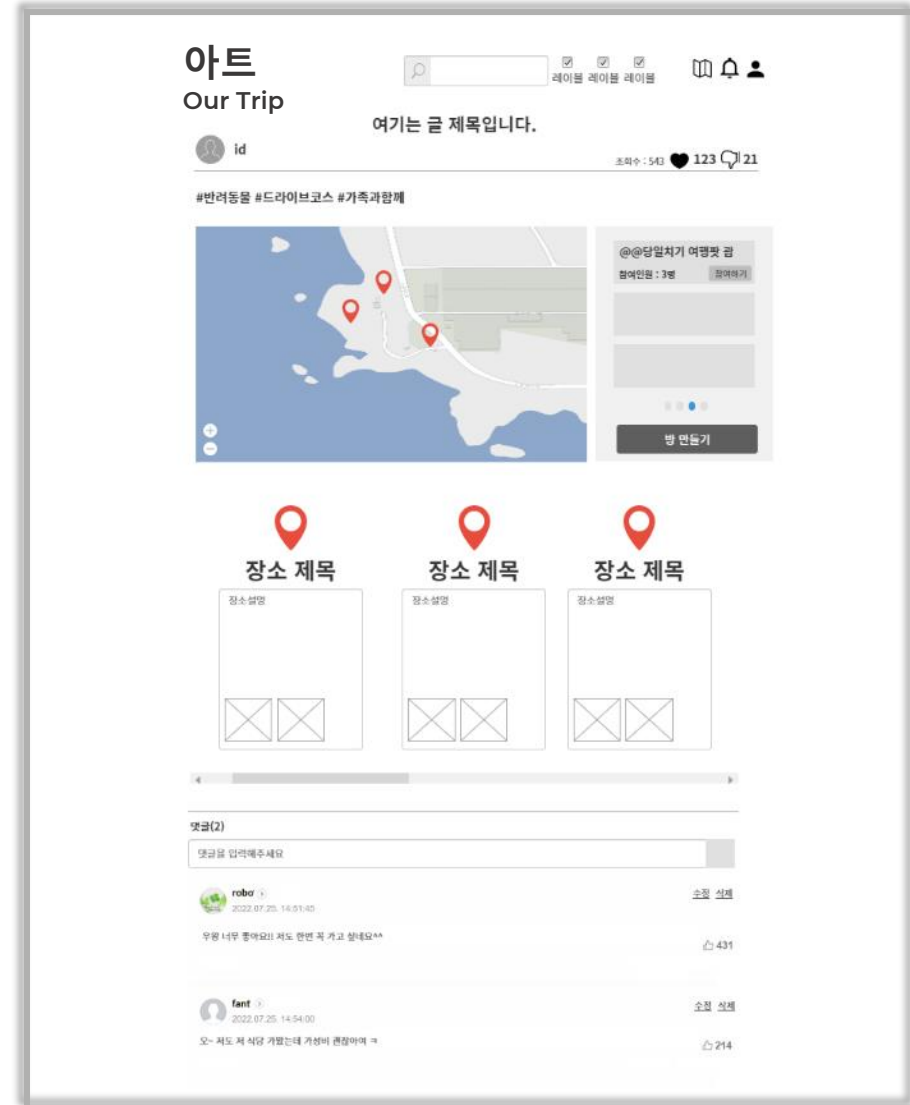 아트
Our Trip
레이블 레이블 레이블
여기는 글 제목입니다.
id
조회수 : 543 123 21
#반려동물 #드라이브코스 #가족과함께
@@당일치기 여행팟 괌
참여인원 : 3명 참여하기
방 만들기
장소 제목 장소 제목 장소 제목
장소설명 장소설명 장소설명
댓글(2)
댓글을 입력해주세요
robo 수정 삭제
2022.07.25. 14:51:45
우왕 너무 좋아요!! 저도 한번 꼭 가고 싶네요^^
431
fant 수정 삭제
2022.07.25. 14:54:00
오~ 저도 저 식당 가봤는데 가성비 괜찮아여 ㅋ
214